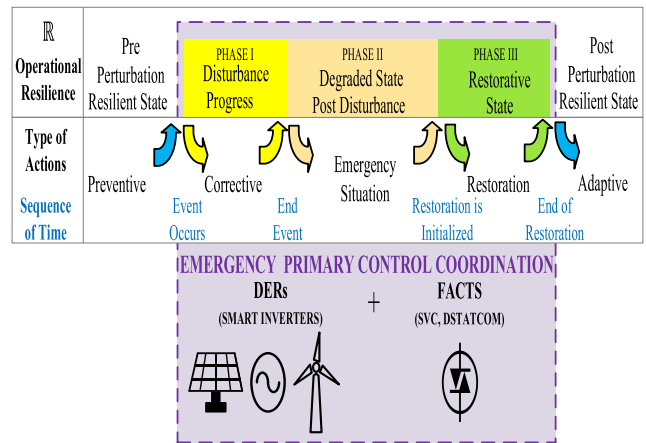 ℝ
Operational
Resilience
Pre
Perturbation
Resilient State
PHASE I
Disturbance
Progress
PHASE II
Degraded State
Post Disturbance
PHASE III
Restorative
State
Post
Perturbation
Resilient State
Type of
Actions
Preventive
Corrective
Emergency
Situation
Restoration
Adaptive
Sequence
of Time
Event
Occurs
End
Event
Restoration is
Initialized
End of
Restoration
EMERGENCY PRIMARY CONTROL COORDINATION
DERs
(SMART INVERTERS)
+
FACTS
(SVC, DSTATCOM)